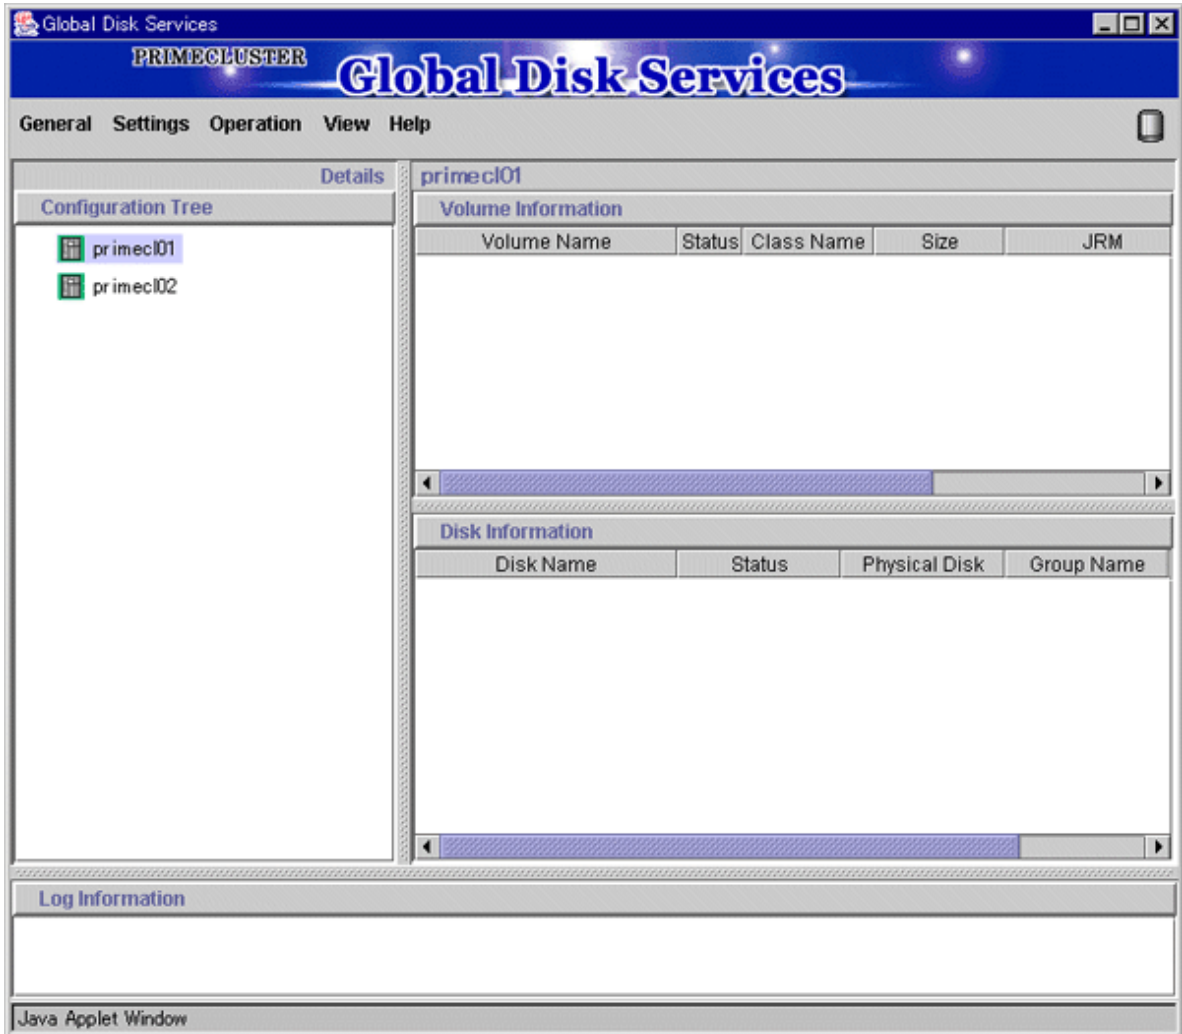 Global Disk Services
PRIMECLUSTER
Global Disk Services
General Settings Operation View Help
Details
Configuration Tree
primecl01
primecl02
primecl01
Volume Information
Volume Name Status Class Name Size JRM
Disk Information
Disk Name Status Physical Disk Group Name
Log Information
Java Applet Window